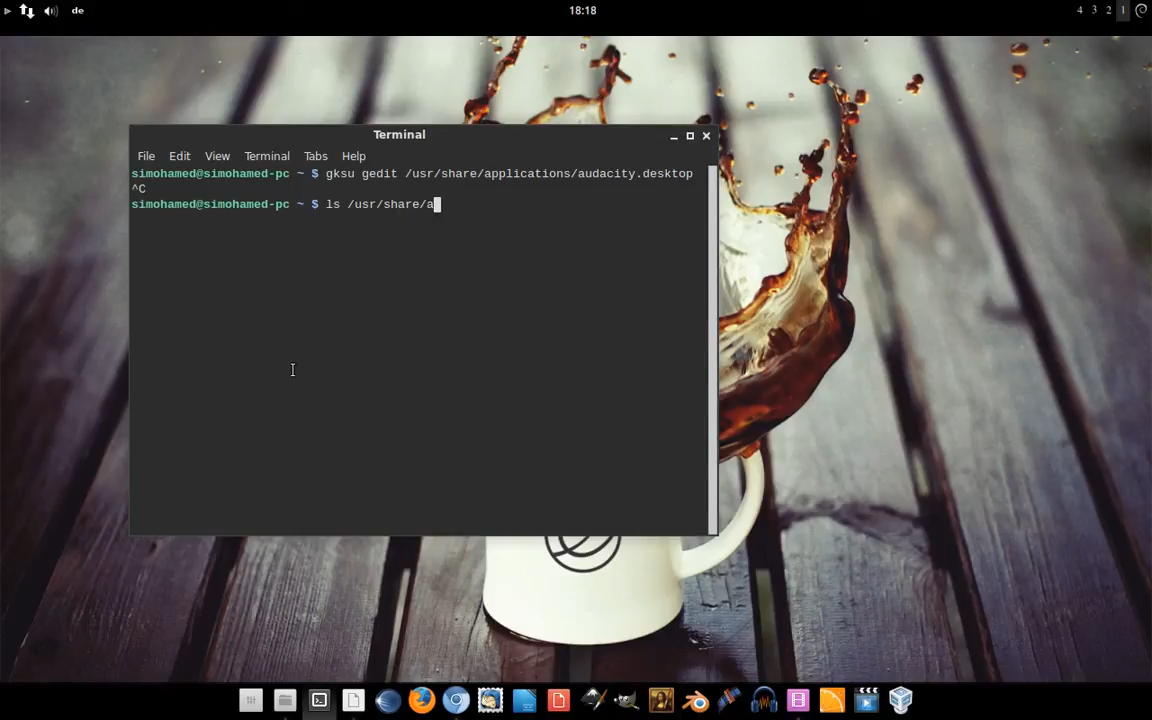 de
18:18
4 3 2 1
Terminal
File Edit View Terminal Tabs Help
simohamed@simohamed-pc ~ $ gksu gedit /usr/share/applications/audacity.desktop
^C
simohamed@simohamed-pc ~ $ ls /usr/share/a